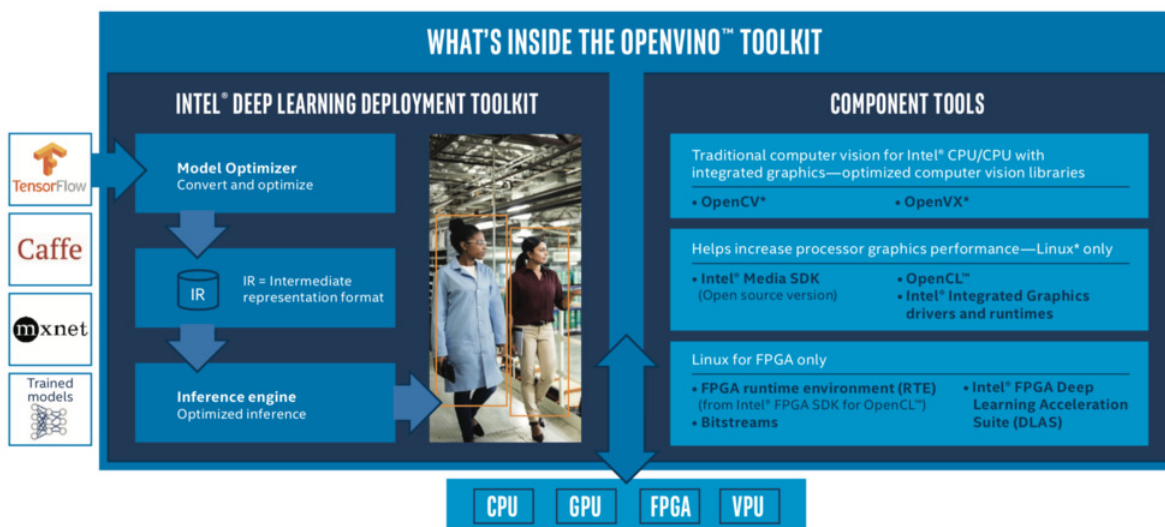 WHAT'S INSIDE THE OPENVINO™ TOOLKIT
INTEL® DEEP LEARNING DEPLOYMENT TOOLKIT
TensorFlow
Caffe
mxnet
Trained
models
Model Optimizer
Convert and optimize
IR
IR = Intermediate
representation format
Inference engine
Optimized inference
COMPONENT TOOLS
Traditional computer vision for Intel® CPU/CPU with
integrated graphics—optimized computer vision libraries
• OpenCV*
• OpenVX*
Helps increase processor graphics performance—Linux* only
• Intel® Media SDK
(Open source version)
• OpenCL™
• Intel® Integrated Graphics
drivers and runtimes
Linux for FPGA only
• FPGA runtime environment (RTE)
(from Intel® FPGA SDK for OpenCL™)
• Bitstreams
• Intel® FPGA Deep
Learning Acceleration
Suite (DLAS)
CPU
GPU
FPGA
VPU